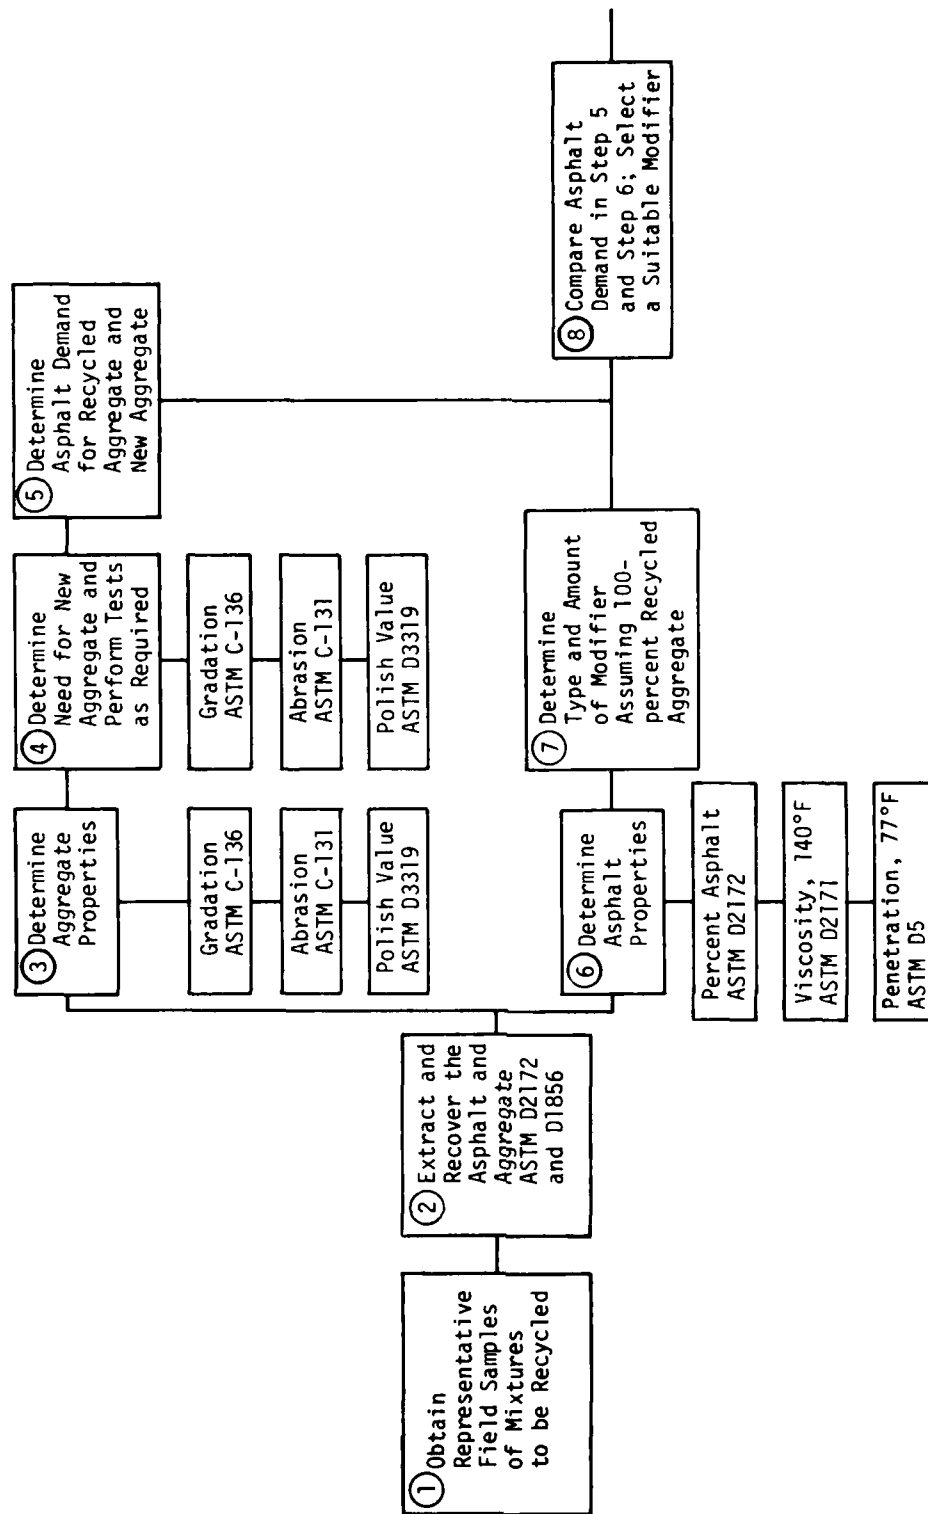 1 Obtain
Representative
Field Samples
of Mixtures
to be Recycled
2 Extract and
Recover the
Asphalt and
Aggregate
ASTM D2172
and D1856
3 Determine
Aggregate
Properties
Gradation
ASTM C-136
Abrasion
ASTM C-131
Polish Value
ASTM D3319
4 Determine
Need for New
Aggregate and
Perform Tests
as Required
Gradation
ASTM C-136
Abrasion
ASTM C-131
Polish Value
ASTM D3319
5 Determine
Asphalt Demand
for Recycled
Aggregate and
New Aggregate
6 Determine
Asphalt
Properties
Percent Asphalt
ASTM D2172
Viscosity, 140°F
ASTM D2171
Penetration, 77°F
ASTM D5
7 Determine
Type and Amount
of Modifier
Assuming 100-
percent Recycled
Aggregate
8 Compare Asphalt
Demand in Step 5
and Step 6; Select
a Suitable Modifier